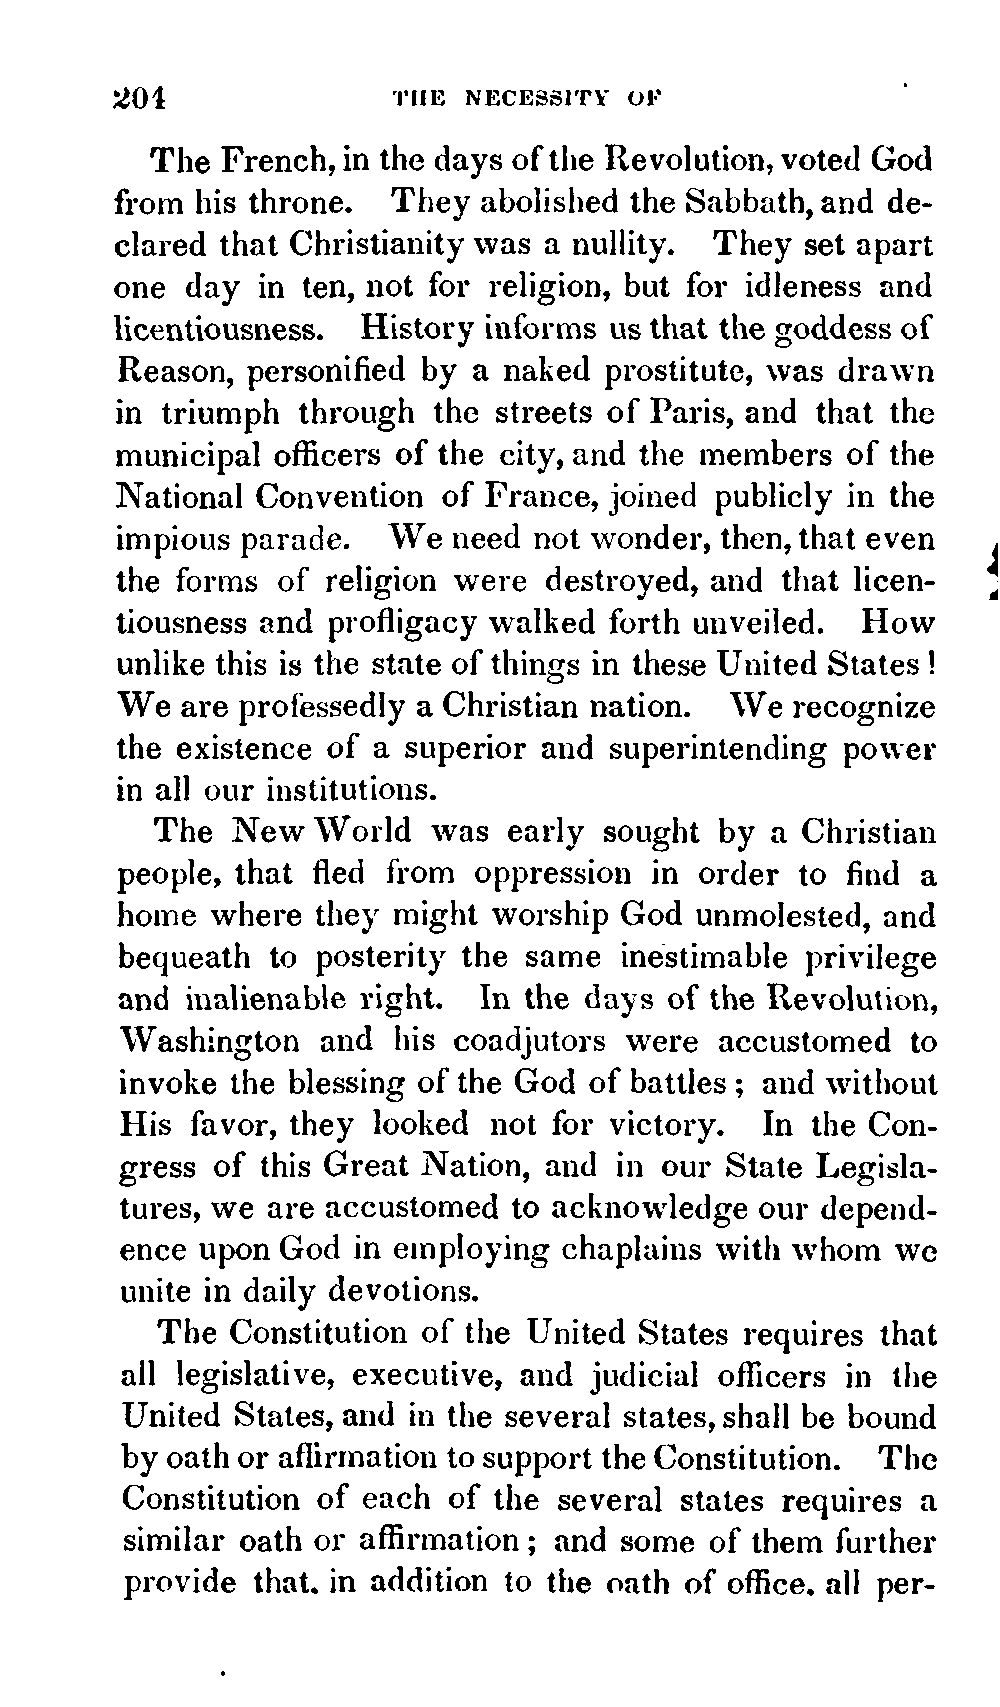 204 THE NECESSITY OF
The French, in the days of the Revolution, voted God
from his throne. They abolished the Sabbath, and de-
clared that Christianity was a nullity. They set apart
one day in ten, not for religion, but for idleness and
licentiousness. History informs us that the goddess of
Reason, personified by a naked prostitute, was drawn
in triumph through the streets of Paris, and that the
municipal officers of the city, and the members of the
National Convention of France, joined publicly in the
impious parade. We need not wonder, then, that even
the forms of religion were destroyed, and that licen-
tiousness and profligacy walked forth unveiled. How
unlike this is the state of things in these United States!
We are professedly a Christian nation. We recognize
the existence of a superior and superintending power
in all our institutions.
The New World was early sought by a Christian
people, that fled from oppression in order to find a
home where they might worship God unmolested, and
bequeath to posterity the same inestimable privilege
and inalienable right. In the days of the Revolution,
Washington and his coadjutors were accustomed to
invoke the blessing of the God of battles; and without
His favor, they looked not for victory. In the Con-
gress of this Great Nation, and in our State Legisla-
tures, we are accustomed to acknowledge our depend-
ence upon God in employing chaplains with whom we
unite in daily devotions.
The Constitution of the United States requires that
all legislative, executive, and judicial officers in the
United States, and in the several states, shall be bound
by oath or affirmation to support the Constitution. The
Constitution of each of the several states requires a
similar oath or affirmation; and some of them further
provide that, in addition to the oath of office, all per-